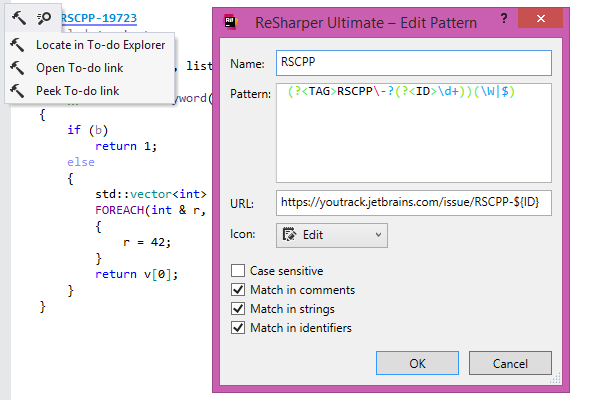 RSCPP-19723
Locate in To-do Explorer
Open To-do link
Peek To-do link
, list
yword(
{
if (b)
return 1;
else
{
std::vector<int>
FOREACH(int & r,
{
r = 42;
}
return v[0];
}
}
ReSharper Ultimate – Edit Pattern
Name: RSCPP
Pattern: (?<TAG>RSCPP\-?(?<ID>\d+))(\W|$)
URL: https://youtrack.jetbrains.com/issue/RSCPP-${ID}
Icon: Edit
Case sensitive
Match in comments
Match in strings
Match in identifiers
OK Cancel